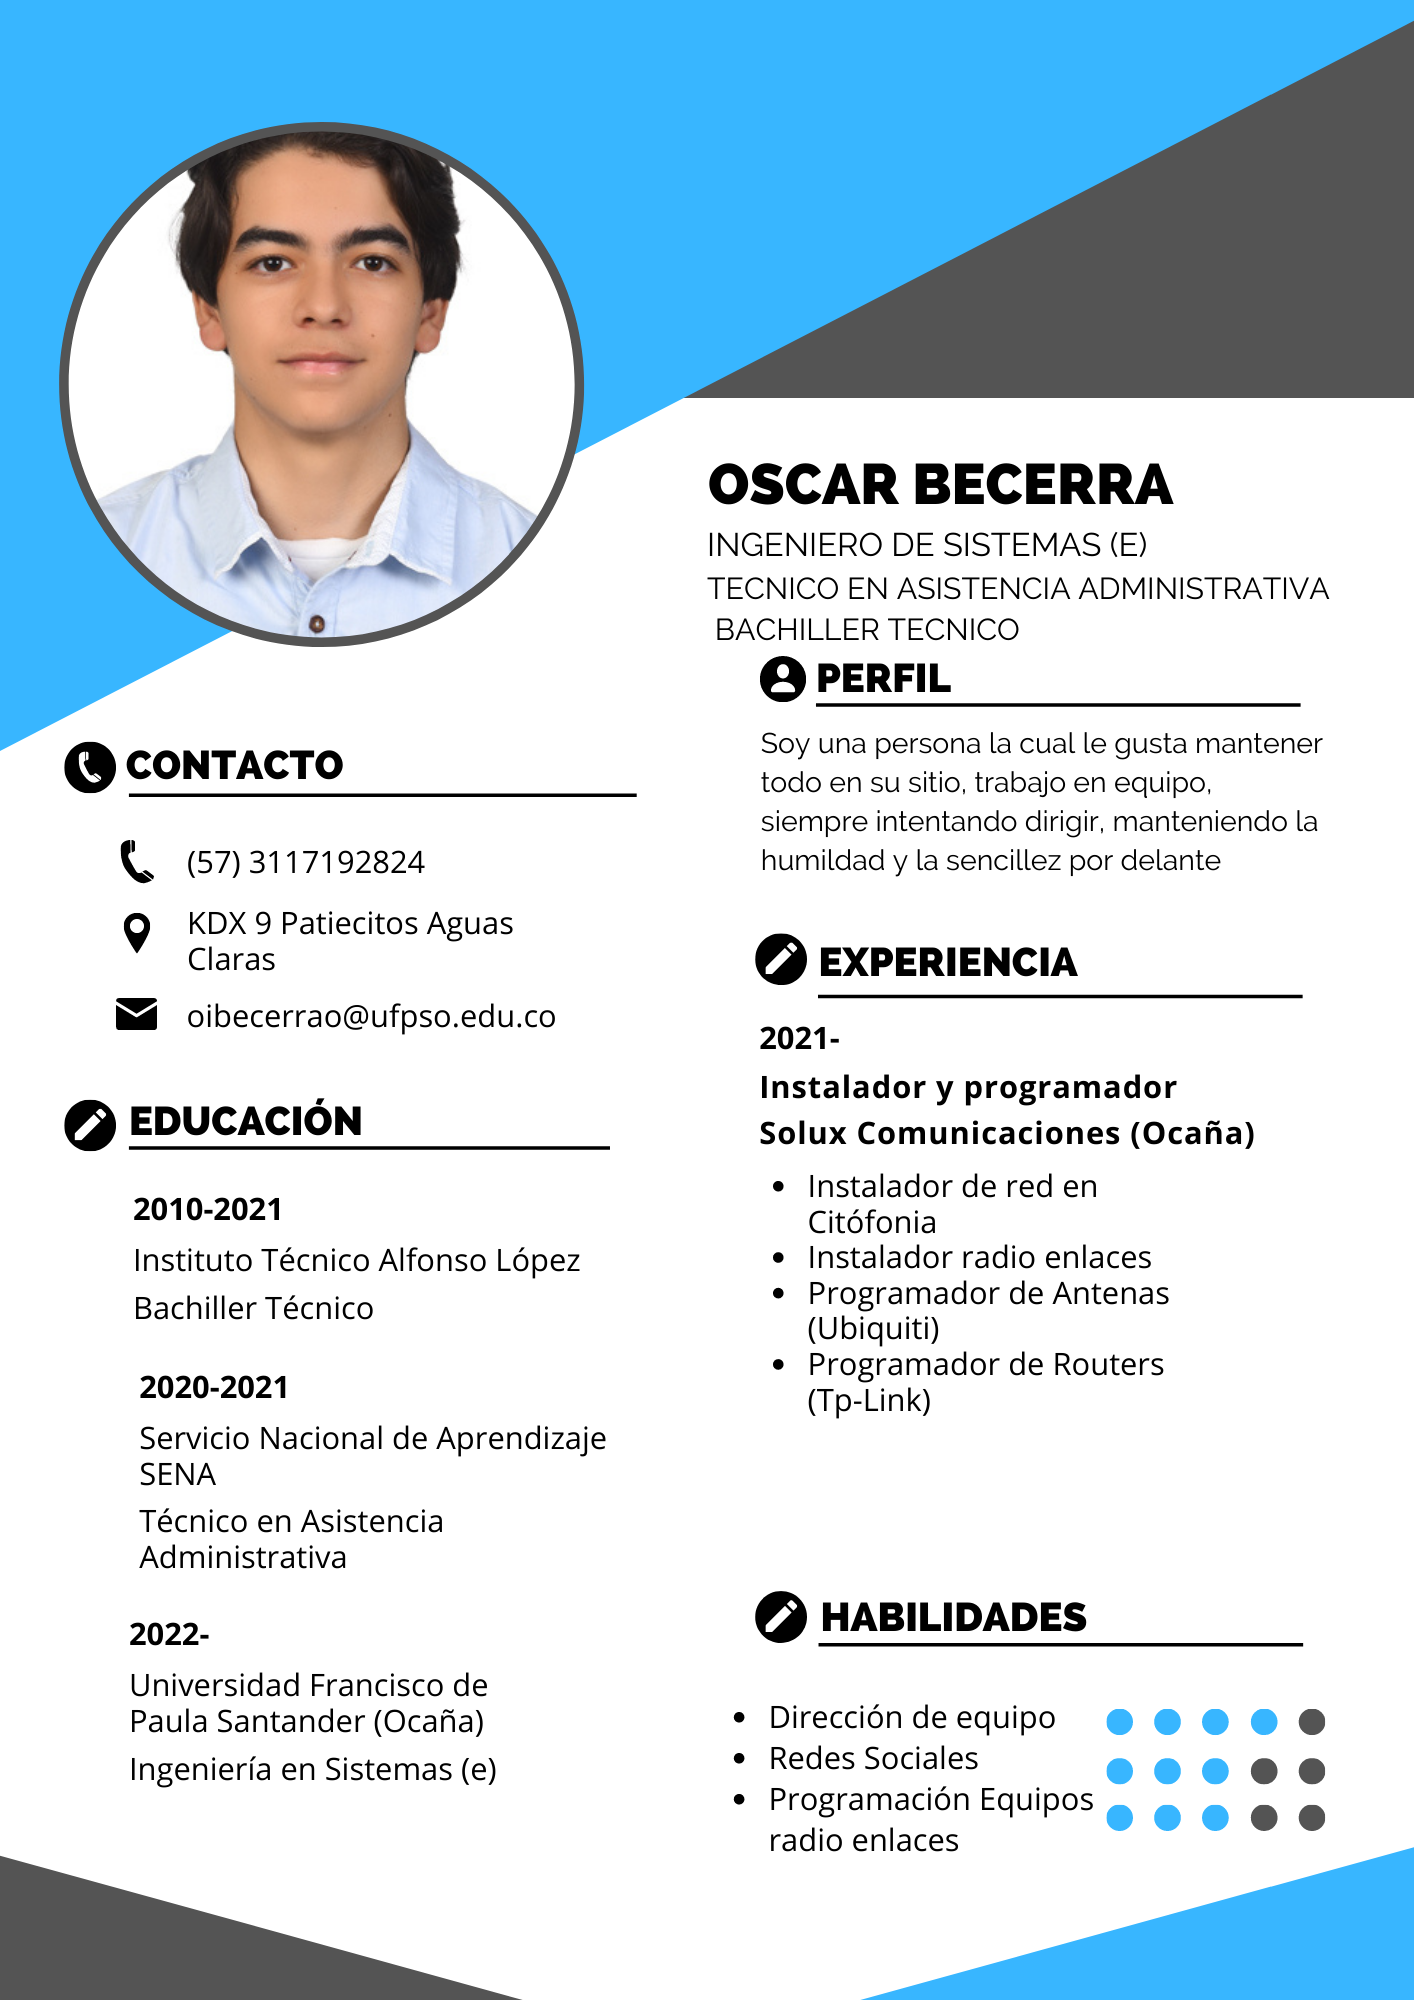 OSCAR BECERRA
INGENIERO DE SISTEMAS (E)
TECNICO EN ASISTENCIA ADMINISTRATIVA
BACHILLER TECNICO
PERFIL
Soy una persona la cual le gusta mantener
todo en su sitio, trabajo en equipo,
siempre intentando dirigir, manteniendo la
humildad y la sencillez por delante
CONTACTO
(57) 3117192824
KDX 9 Patiecitos Aguas
Claras
oibecerrao@ufpso.edu.co
EDUCACIÓN
2010-2021
Instituto Técnico Alfonso López
Bachiller Técnico
2020-2021
Servicio Nacional de Aprendizaje
SENA
Técnico en Asistencia
Administrativa
2022-
Universidad Francisco de
Paula Santander (Ocaña)
Ingeniería en Sistemas (e)
EXPERIENCIA
2021-
Instalador y programador
Solux Comunicaciones (Ocaña)
• Instalador de red en
Citófonia
• Instalador radio enlaces
• Programador de Antenas
(Ubiquiti)
• Programador de Routers
(Tp-Link)
HABILIDADES
• Dirección de equipo
• Redes Sociales
• Programación Equipos
radio enlaces